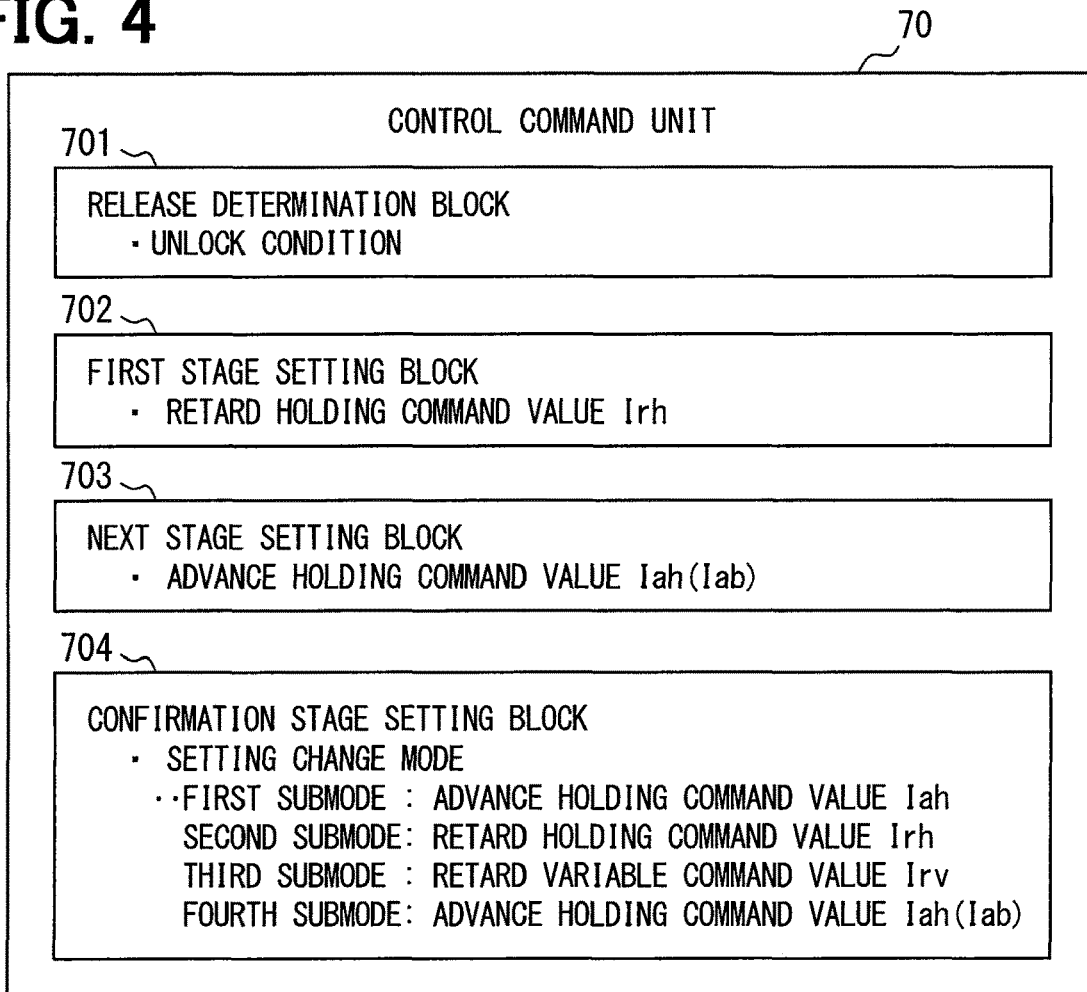 FIG. 4
70
CONTROL COMMAND UNIT
701
RELEASE DETERMINATION BLOCK
・UNLOCK CONDITION
702
FIRST STAGE SETTING BLOCK
・ RETARD HOLDING COMMAND VALUE Irh
703
NEXT STAGE SETTING BLOCK
・ ADVANCE HOLDING COMMAND VALUE Iah(Iab)
704
CONFIRMATION STAGE SETTING BLOCK
・ SETTING CHANGE MODE
・・FIRST SUBMODE : ADVANCE HOLDING COMMAND VALUE Iah
SECOND SUBMODE: RETARD HOLDING COMMAND VALUE Irh
THIRD SUBMODE : RETARD VARIABLE COMMAND VALUE Irv
FOURTH SUBMODE: ADVANCE HOLDING COMMAND VALUE Iah(Iab)